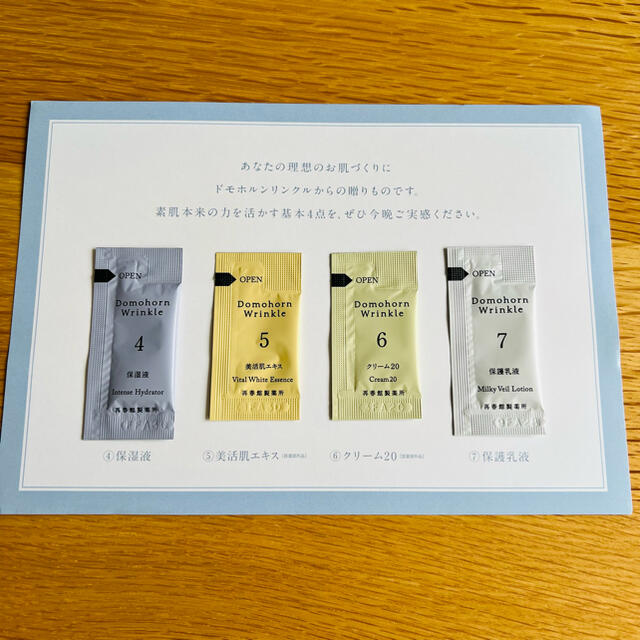 あなたの理想のお肌づくりに
ドモホルンリンクルからの贈りものです。
素肌本来の力を活かす基本4点を、ぜひ今晩ご実感ください。
OPEN
Domohorn
Wrinkle
4
保湿液
Intense Hydrator
再春館製薬所
OPEN
Domohorn
Wrinkle
5
美活肌エキス
Vital White Essence
再春館製薬所
OPEN
Domohorn
Wrinkle
6
クリーム20
Cream20
再春館製薬所
OPEN
Domohorn
Wrinkle
7
保護乳液
Milky Veil Lotion
再春館製薬所
④保湿液
⑤美活肌エキス
⑥クリーム20
⑦保護乳液